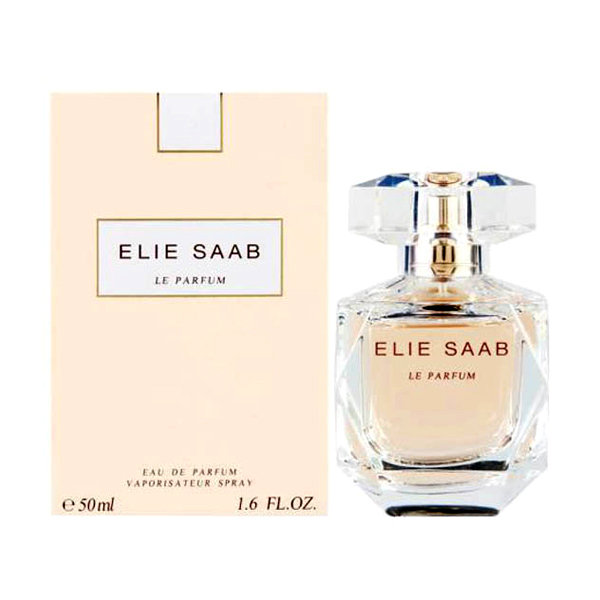 ELIE SAAB
LE PARFUM
EAU DE PARFUM
VAPORISATEUR SPRAY
℮ 50ml 1.6 FL.OZ.
ELIE SAAB
LE PARFUM